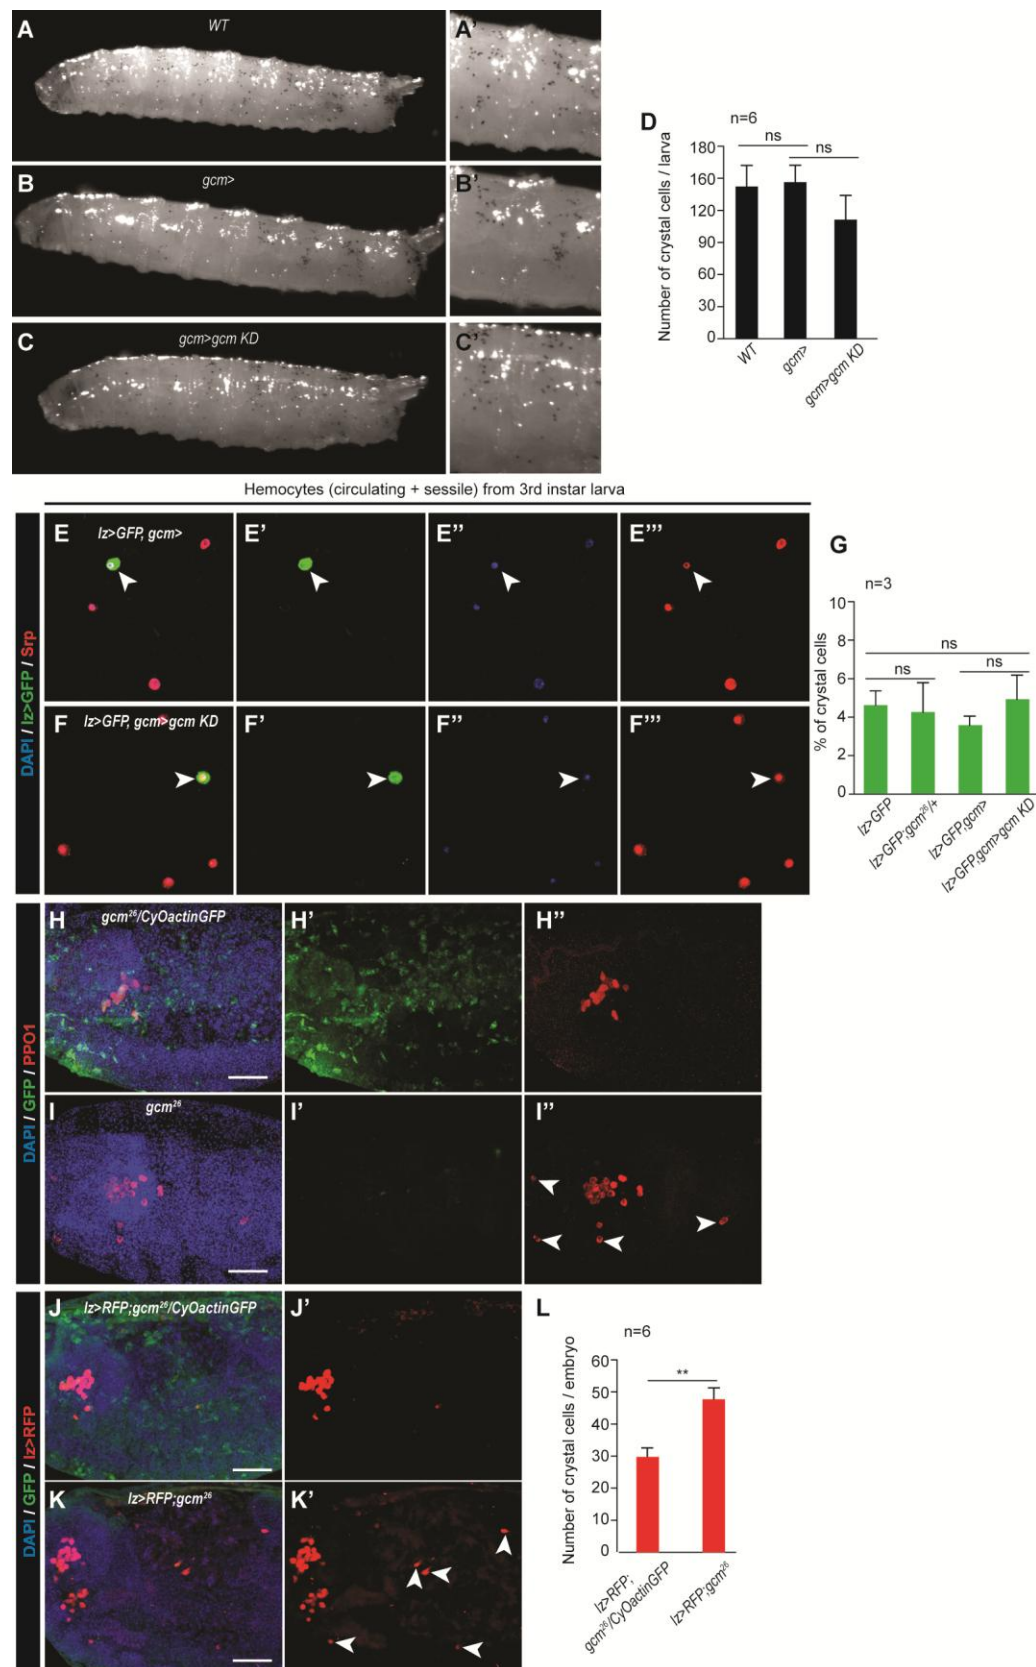 A
WT
A'
B
gcm>
B'
C
gcm>gcm KD
C'
D
n=6
ns
ns
Number of crystal cells / larva
180
160
120
90
60
30
0
WT
gcm>
gcm>gcm KD
Hemocytes (circulating + sessile) from 3rd instar larva
DAPI / lz>GFP / Srp
E
lz>GFP, gcm>
E'
E''
E'''
F
lz>GFP, gcm>gcm KD
F'
F''
F'''
G
n=3
ns
ns
ns
% of crystal cells
10
8
6
4
2
0
lz>GFP
lz>GFP;gcm²⁶/+
lz>GFP,gcm>
lz>GFP,gcm>gcm KD
DAPI / GFP / PPO1
H
gcm²⁶/CyOactinGFP
H'
H''
I
gcm²⁶
I'
I''
DAPI / GFP / lz>RFP
J
lz>RFP;gcm²⁶/CyOactinGFP
J'
K
lz>RFP;gcm²⁶
K'
L
n=6
**
Number of crystal cells / embryo
60
50
40
30
20
10
0
lz>RFP;
gcm²⁶/CyOactinGFP
lz>RFP;gcm²⁶